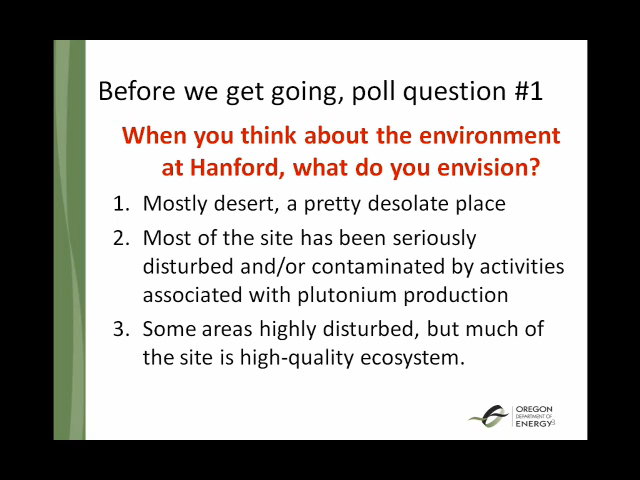 Before we get going, poll question #1
When you think about the environment
at Hanford, what do you envision?
1. Mostly desert, a pretty desolate place
2. Most of the site has been seriously
disturbed and/or contaminated by activities
associated with plutonium production
3. Some areas highly disturbed, but much of
the site is high-quality ecosystem.
OREGON
DEPARTMENT OF
ENERGY